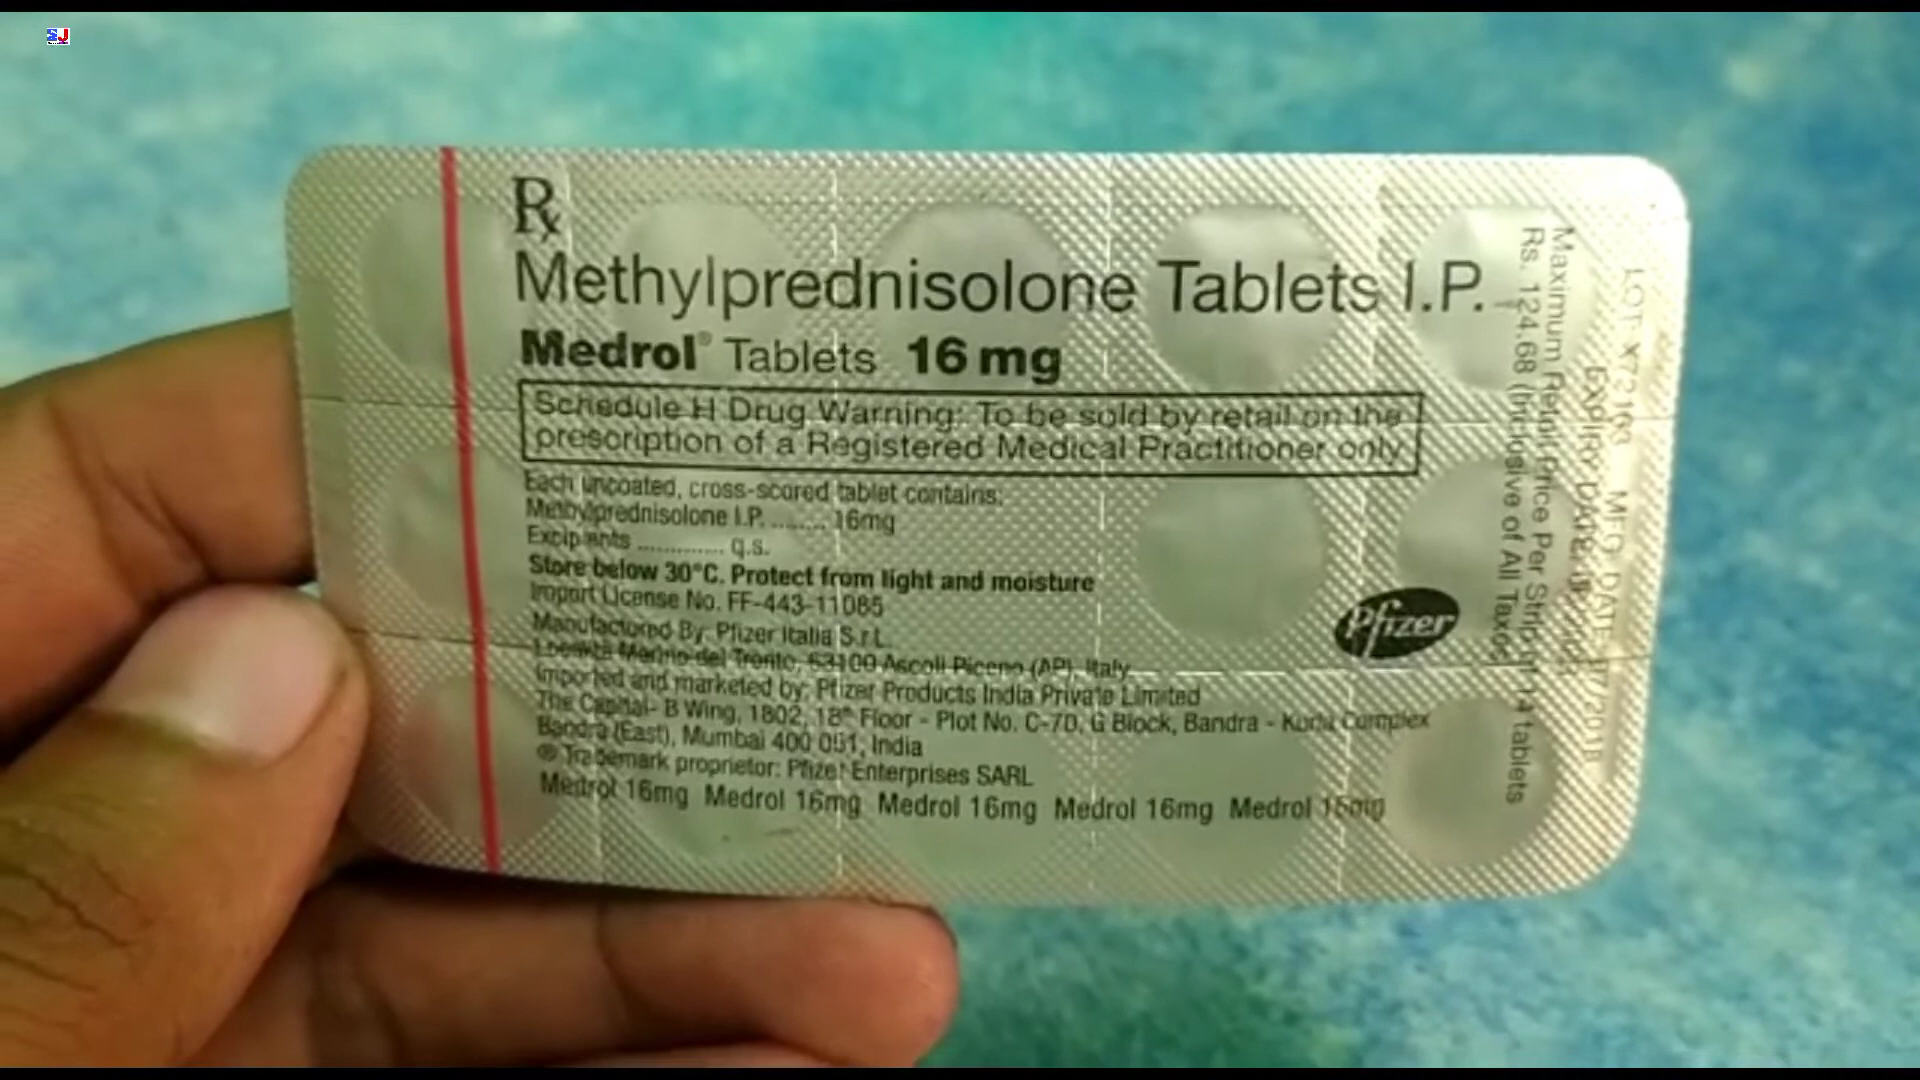 SJ
Rx
Methylprednisolone Tablets I.P.
Medrol® Tablets 16 mg
Schedule H Drug Warning: To be sold by retail on the
prescription of a Registered Medical Practitioner only
Each uncoated, cross-scored tablet contains:
Methylprednisolone I.P. ........ 16mg
Excipients ............. q.s.
Store below 30°C. Protect from light and moisture
Import License No. FF-443-11085
Manufactured By: Pfizer Italia S.r.L.
Località Marino del Tronto, 63100 Ascoli Piceno (AP), Italy
Imported and marketed by: Pfizer Products India Private Limited
The Capital- B Wing, 1802, 18th Floor - Plot No. C-70, G Block, Bandra - Kurla Complex
Bandra (East), Mumbai 400 051, India
® Trademark proprietor: Pfizer Enterprises SARL
Medrol 16mg Medrol 16mg Medrol 16mg Medrol 16mg Medrol 16mg
Pfizer
LOT MFG DATE
EXPIRY DATE
Maximum Retail Price Per Strip of 14 tablets
Rs. 124.68 (Inclusive of All Taxes)